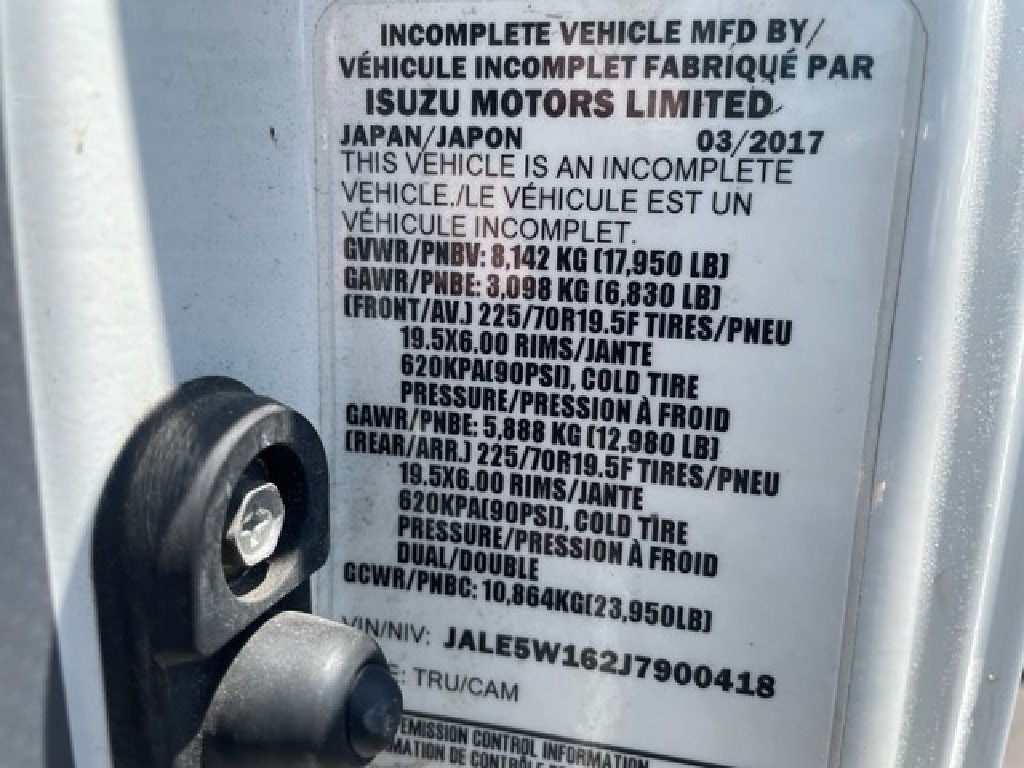 INCOMPLETE VEHICLE MFD BY/
VÉHICULE INCOMPLET FABRIQUÉ PAR
ISUZU MOTORS LIMITED
JAPAN/JAPON 03/2017
THIS VEHICLE IS AN INCOMPLETE
VEHICLE./LE VÉHICULE EST UN
VÉHICULE INCOMPLET.
GVWR/PNBV: 8,142 KG (17,950 LB)
GAWR/PNBE: 3,098 KG (6,830 LB)
(FRONT/AV.) 225/70R19.5F TIRES/PNEU
19.5X6.00 RIMS/JANTE
620KPA(90PSI), COLD TIRE
PRESSURE/PRESSION À FROID
GAWR/PNBE: 5,888 KG (12,980 LB)
(REAR/ARR.) 225/70R19.5F TIRES/PNEU
19.5X6.00 RIMS/JANTE
620KPA(90PSI), COLD TIRE
PRESSURE/PRESSION À FROID
DUAL/DOUBLE
GCWR/PNBC: 10,864KG(23,950LB)
VIN/NIV: JALE5W162J7900418
TRU/CAM
EMISSION CONTROL INFORMATION